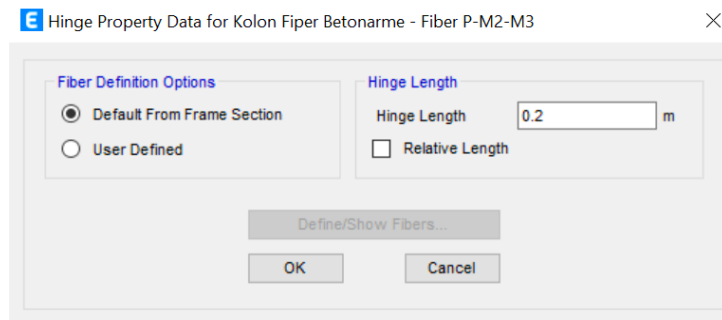 E Hinge Property Data for Kolon Fiper Betonarme - Fiber P-M2-M3
Fiber Definition Options
Default From Frame Section
User Defined
Hinge Length
Hinge Length 0.2 m
Relative Length
Define/Show Fibers...
OK Cancel